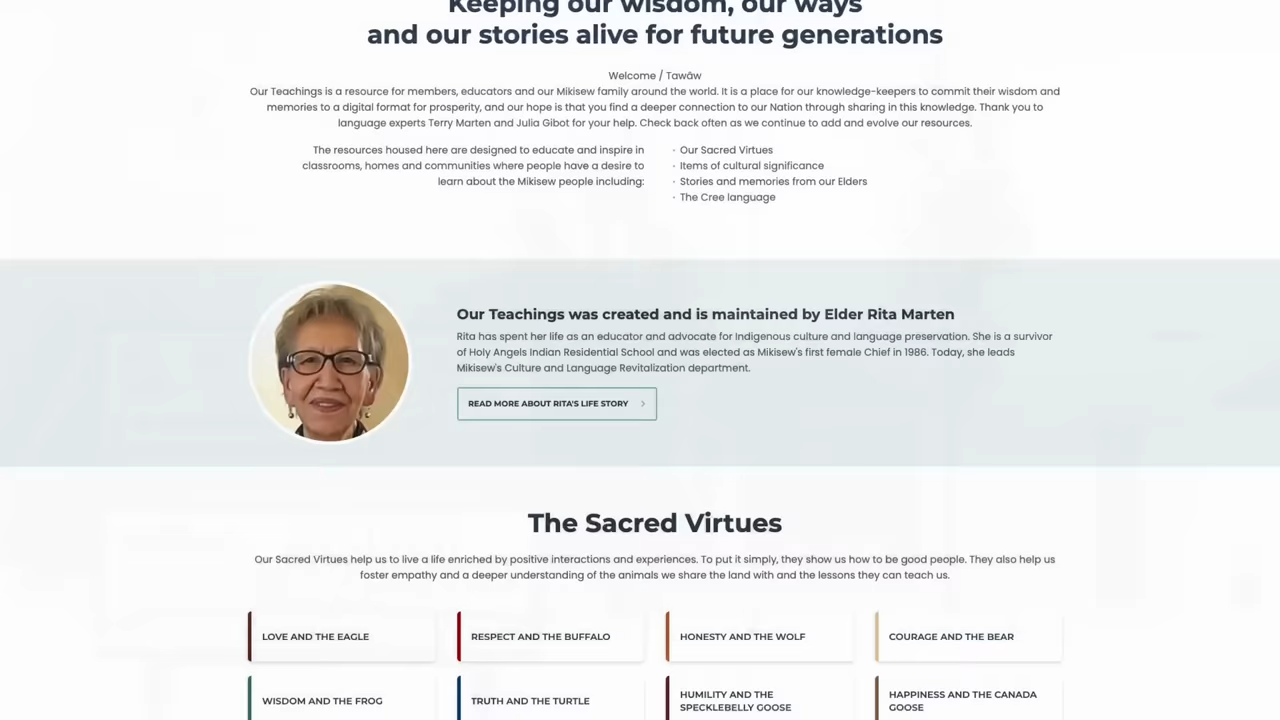 Keeping our wisdom, our ways
and our stories alive for future generations
Welcome / Tawâw
Our Teachings is a resource for members, educators and our Mikisew family around the world. It is a place for our knowledge-keepers to commit their wisdom and
memories to a digital format for prosperity, and our hope is that you find a deeper connection to our Nation through sharing in this knowledge. Thank you to
language experts Terry Marten and Julia Gibot for your help. Check back often as we continue to add and evolve our resources.
The resources housed here are designed to educate and inspire in
classrooms, homes and communities where people have a desire to
learn about the Mikisew people including:
· Our Sacred Virtues
· Items of cultural significance
· Stories and memories from our Elders
· The Cree language
Our Teachings was created and is maintained by Elder Rita Marten
Rita has spent her life as an educator and advocate for Indigenous culture and language preservation. She is a survivor
of Holy Angels Indian Residential School and was elected as Mikisew's first female Chief in 1986. Today, she leads
Mikisew's Culture and Language Revitalization department.
READ MORE ABOUT RITA'S LIFE STORY >
The Sacred Virtues
Our Sacred Virtues help us to live a life enriched by positive interactions and experiences. To put it simply, they show us how to be good people. They also help us
foster empathy and a deeper understanding of the animals we share the land with and the lessons they can teach us.
LOVE AND THE EAGLE
RESPECT AND THE BUFFALO
HONESTY AND THE WOLF
COURAGE AND THE BEAR
WISDOM AND THE FROG
TRUTH AND THE TURTLE
HUMILITY AND THE
SPECKLEBELLY GOOSE
HAPPINESS AND THE CANADA
GOOSE